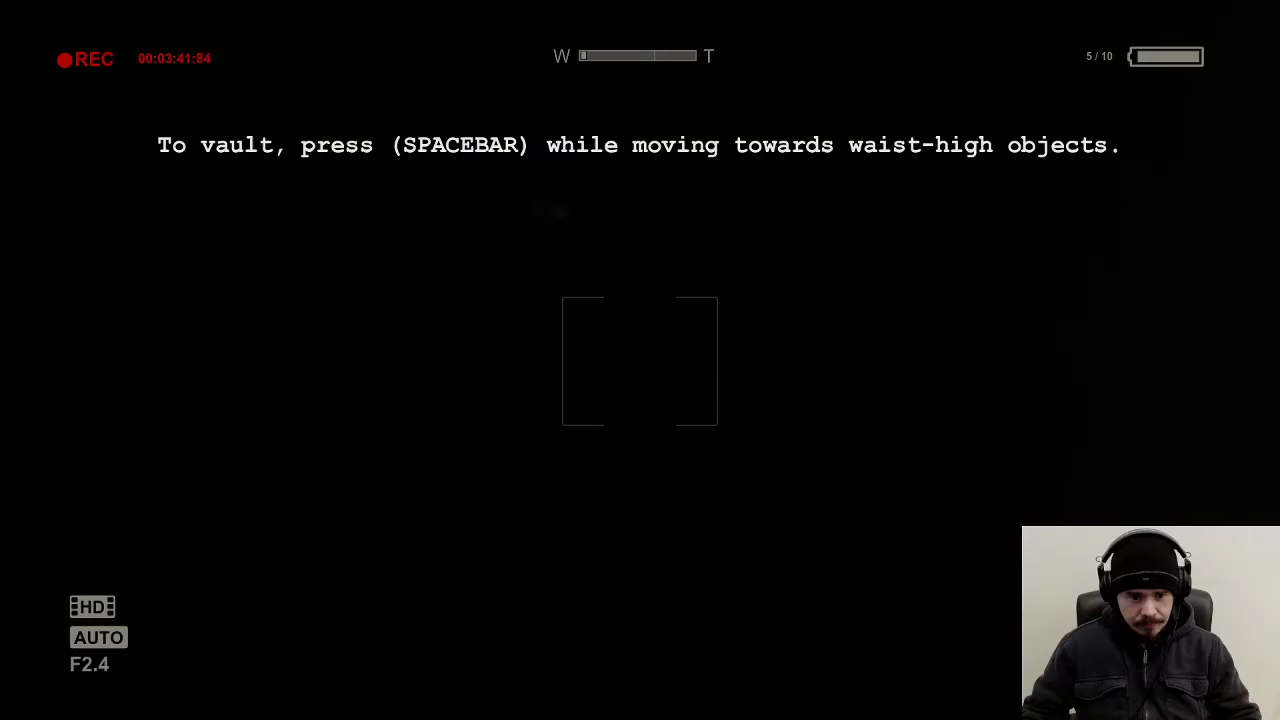 REC 00:03:41:84
W T
5 / 10
To vault, press (SPACEBAR) while moving towards waist-high objects.
HD
AUTO
F2.4